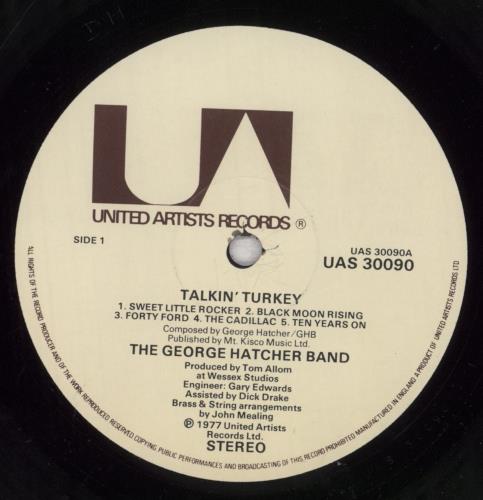 UA
UNITED ARTISTS RECORDS ®
SIDE 1
UAS 30090A
UAS 30090
TALKIN' TURKEY
1. SWEET LITTLE ROCKER 2. BLACK MOON RISING
3. FORTY FORD 4. THE CADILLAC 5. TEN YEARS ON
Composed by George Hatcher/GHB
Published by Mt. Kisco Music Ltd.
THE GEORGE HATCHER BAND
Produced by Tom Allom
at Wessex Studios
Engineer: Gary Edwards
Assisted by Dick Drake
Brass & String arrangements
by John Mealing
℗ 1977 United Artists
Records Ltd.
STEREO
ALL RIGHTS OF THE RECORD PRODUCER AND OF THE OWNER OF THE WORK REPRODUCED RESERVED. COPYING PUBLIC PERFORMANCES AND BROADCASTING OF THIS RECORD PROHIBITED MANUFACTURED IN ENGLAND. A PRODUCT OF UNITED ARTISTS RECORDS LTD